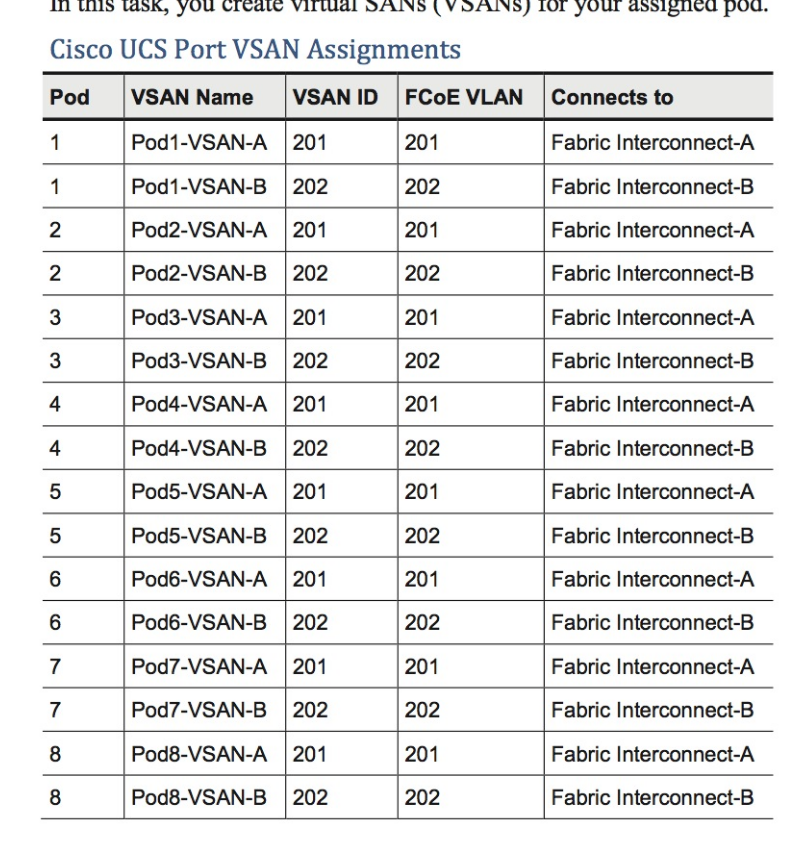 In this task, you create virtual SANs (VSANs) for your assigned pod.
Cisco UCS Port VSAN Assignments
Pod VSAN Name VSAN ID FCoE VLAN Connects to
1 Pod1-VSAN-A 201 201 Fabric Interconnect-A
1 Pod1-VSAN-B 202 202 Fabric Interconnect-B
2 Pod2-VSAN-A 201 201 Fabric Interconnect-A
2 Pod2-VSAN-B 202 202 Fabric Interconnect-B
3 Pod3-VSAN-A 201 201 Fabric Interconnect-A
3 Pod3-VSAN-B 202 202 Fabric Interconnect-B
4 Pod4-VSAN-A 201 201 Fabric Interconnect-A
4 Pod4-VSAN-B 202 202 Fabric Interconnect-B
5 Pod5-VSAN-A 201 201 Fabric Interconnect-A
5 Pod5-VSAN-B 202 202 Fabric Interconnect-B
6 Pod6-VSAN-A 201 201 Fabric Interconnect-A
6 Pod6-VSAN-B 202 202 Fabric Interconnect-B
7 Pod7-VSAN-A 201 201 Fabric Interconnect-A
7 Pod7-VSAN-B 202 202 Fabric Interconnect-B
8 Pod8-VSAN-A 201 201 Fabric Interconnect-A
8 Pod8-VSAN-B 202 202 Fabric Interconnect-B